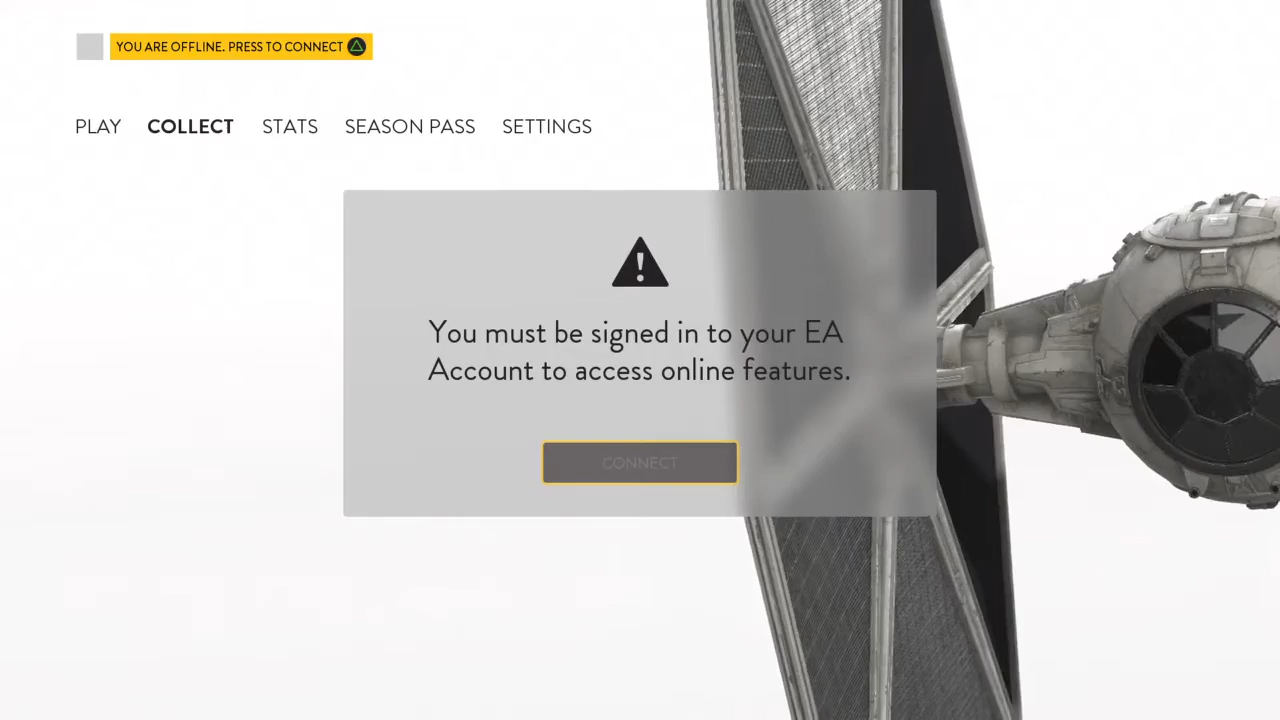 YOU ARE OFFLINE. PRESS TO CONNECT
PLAY COLLECT STATS SEASON PASS SETTINGS
You must be signed in to your EA
Account to access online features.
CONNECT